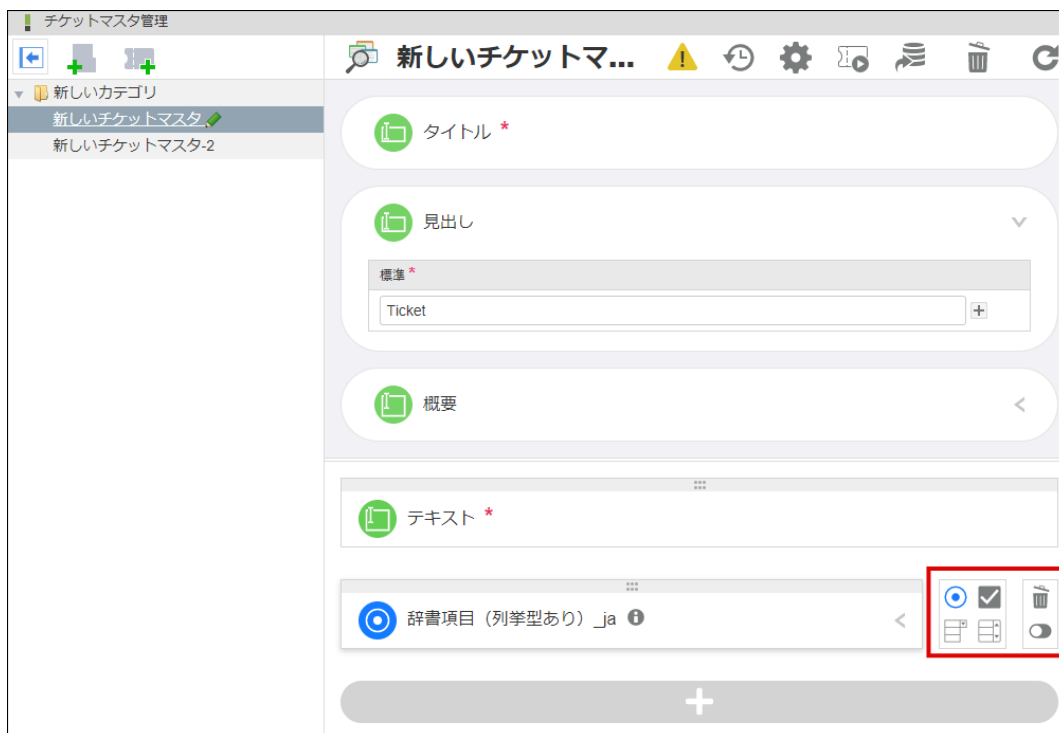 チケットマスタ管理
新しいチケットマ...
新しいカテゴリ
新しいチケットマスタ
新しいチケットマスタ-2
タイトル *
見出し
標準 *
Ticket
概要
テキスト *
辞書項目（列挙型あり）_ja